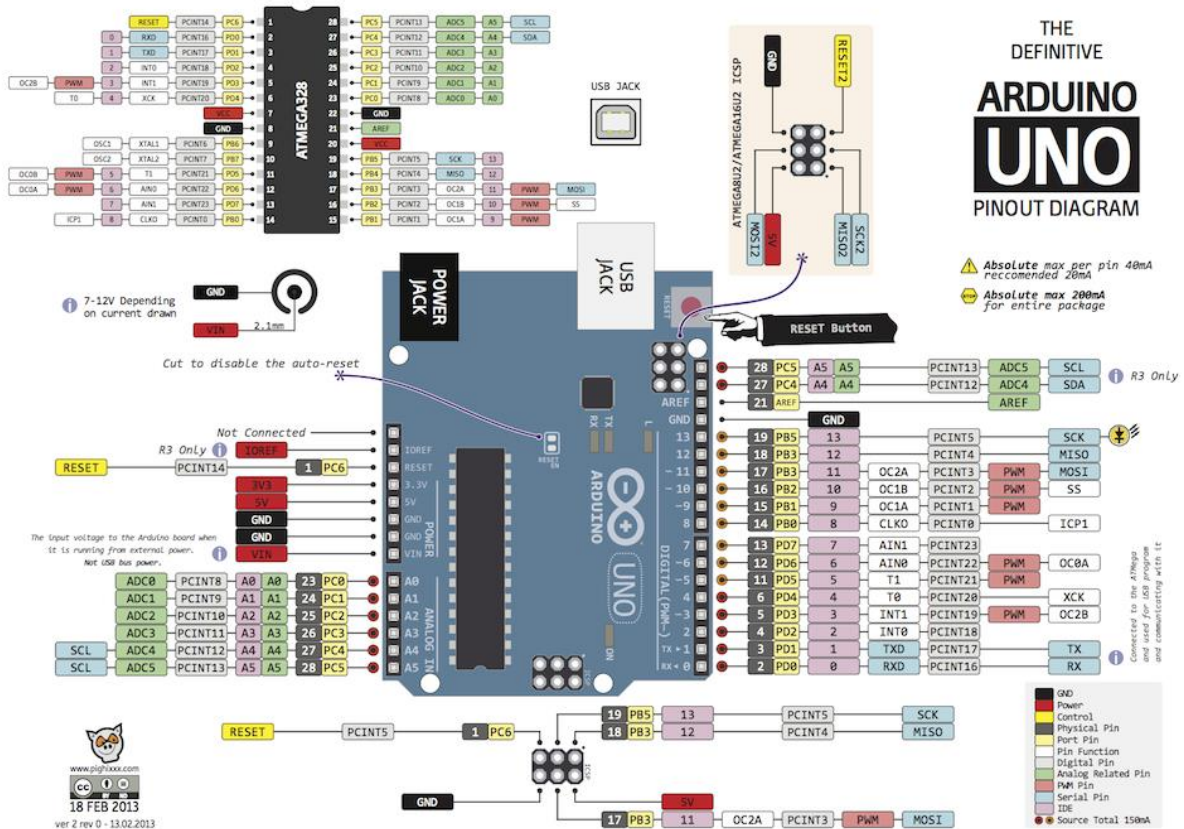 THE
DEFINITIVE
ARDUINO
UNO
PINOUT DIAGRAM
Absolute max per pin 40mA
reccomended 20mA
STOP
Absolute max 200mA
for entire package
ATMEGA328
RESET PCINT14 PC6 1
0 RXD PCINT16 PD0 2
1 TXD PCINT17 PD1 3
2 INT0 PCINT18 PD2 4
OC2B PWM 3 INT1 PCINT19 PD3 5
T0 4 XCK PCINT20 PD4 6
VCC 7
GND 8
OSC1 XTAL1 PCINT6 PB6 9
OSC2 XTAL2 PCINT7 PB7 10
OC0B PWM 5 T1 PCINT21 PD5 11
OC0A PWM 6 AIN0 PCINT22 PD6 12
7 AIN1 PCINT23 PD7 13
ICP1 8 CLKO PCINT0 PB0 14
28 PC5 PCINT13 ADC5 A5 SCL
27 PC4 PCINT12 ADC4 A4 SDA
26 PC3 PCINT11 ADC3 A3
25 PC2 PCINT10 ADC2 A2
24 PC1 PCINT9 ADC1 A1
23 PC0 PCINT8 ADC0 A0
22 GND
21 AREF
20 VCC
19 PB5 PCINT5 SCK 13
18 PB4 PCINT4 MISO 12
17 PB3 PCINT3 OC2A 11 PWM MOSI
16 PB2 PCINT2 OC1B 10 PWM SS
15 PB1 PCINT1 OC1A 9 PWM
USB JACK
ATMEGA8U2/ATMEGA16U2 ICSP
GND
RESET2
MOSI2
5V
MISO2
SCK2
7-12V Depending
on current drawn
GND
VIN
2.1mm
POWER
JACK
USB
JACK
RESET
RESET Button
Cut to disable the auto-reset
Not Connected
R3 Only IOREF
RESET PCINT14 1 PC6
3V3
5V
GND
GND
VIN
The input voltage to the Arduino board when
it is running from external power.
Not USB bus power.
ADC0 PCINT8 A0 A0 23 PC0
ADC1 PCINT9 A1 A1 24 PC1
ADC2 PCINT10 A2 A2 25 PC2
ADC3 PCINT11 A3 A3 26 PC3
SCL ADC4 PCINT12 A4 A4 27 PC4
SCL ADC5 PCINT13 A5 A5 28 PC5
IOREF
RESET
3.3V
5V
GND
GND
VIN
POWER
A0
A1
A2
A3
A4
A5
ANALOG IN
RESET
EN
RX
TX
L
ARDUINO
UNO
ON
ICSP
AREF
GND
13
12
~11
~10
~9
8
7
~6
~5
4
~3
2
TX ▸ 1
RX ◂ 0
DIGITAL (PWM~)
28 PC5 A5 A5 PCINT13 ADC5 SCL
27 PC4 A4 A4 PCINT12 ADC4 SDA
R3 Only
21 AREF AREF
GND
19 PB5 13 PCINT5 SCK
18 PB3 12 PCINT4 MISO
17 PB3 11 OC2A PCINT3 PWM MOSI
16 PB2 10 OC1B PCINT2 PWM SS
15 PB1 9 OC1A PCINT1 PWM
14 PB0 8 CLKO PCINT0 ICP1
13 PD7 7 AIN1 PCINT23
12 PD6 6 AIN0 PCINT22 PWM OC0A
11 PD5 5 T1 PCINT21 PWM
6 PD4 4 T0 PCINT20 XCK
5 PD3 3 INT1 PCINT19 PWM OC2B
4 PD2 2 INT0 PCINT18
3 PD1 1 TXD PCINT17 TX
2 PD0 0 RXD PCINT16 RX
Connected to the ATMega
and used for USB program
and communicating with it
RESET PCINT5 1 PC6
19 PB5 13 PCINT5 SCK
18 PB3 12 PCINT4 MISO
ICSP
GND
5V
17 PB3 11 OC2A PCINT3 PWM MOSI
GND
Power
Control
Physical Pin
Port Pin
Pin Function
Digital Pin
Analog Related Pin
PWM Pin
Serial Pin
IDE
Source Total 150mA
www.pighixxx.com
cc
BY ND
18 FEB 2013
ver 2 rev 0 - 13.02.2013